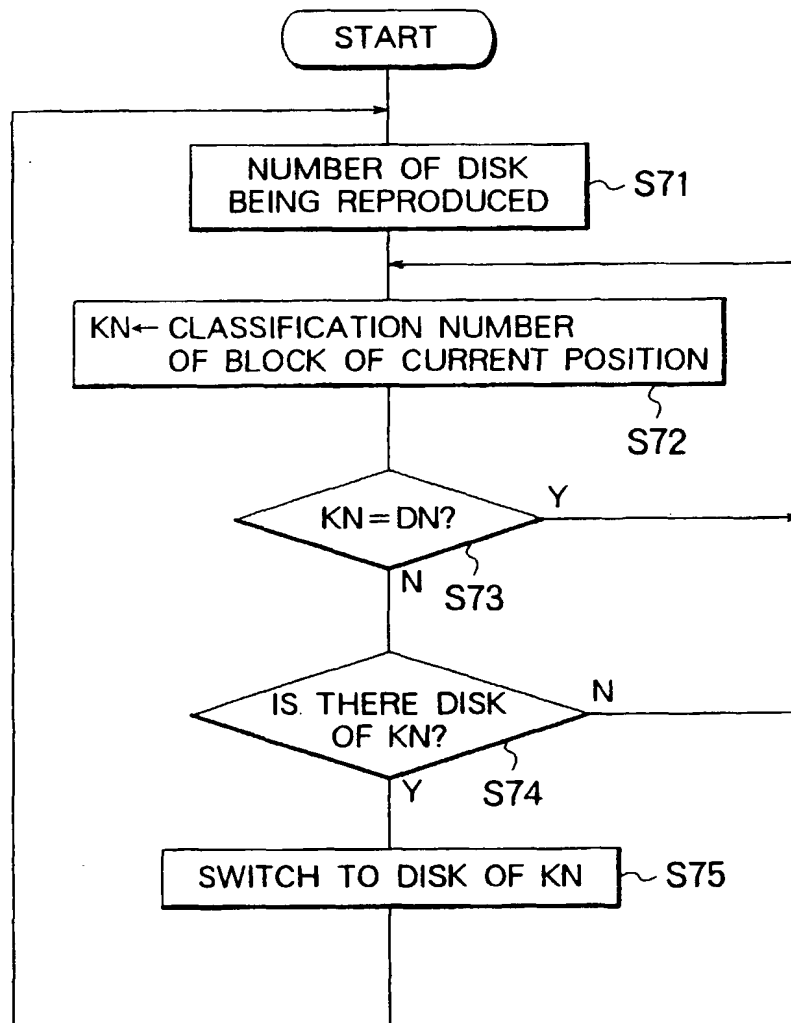 START
NUMBER OF DISK
BEING REPRODUCED
S71
KN← CLASSIFICATION NUMBER
OF BLOCK OF CURRENT POSITION
S72
KN=DN?
Y
N
S73
IS THERE DISK
OF KN?
N
Y
S74
SWITCH TO DISK OF KN
S75